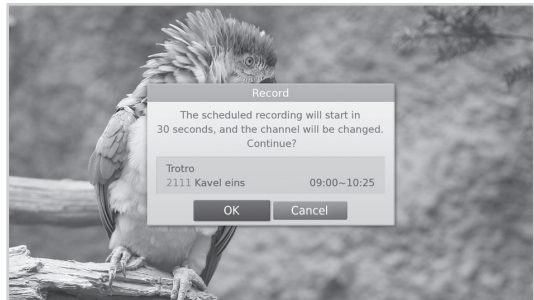 Record
The scheduled recording will start in
30 seconds, and the channel will be changed.
Continue?
Trotro
2111 Kavel eins 09:00~10:25
OK Cancel